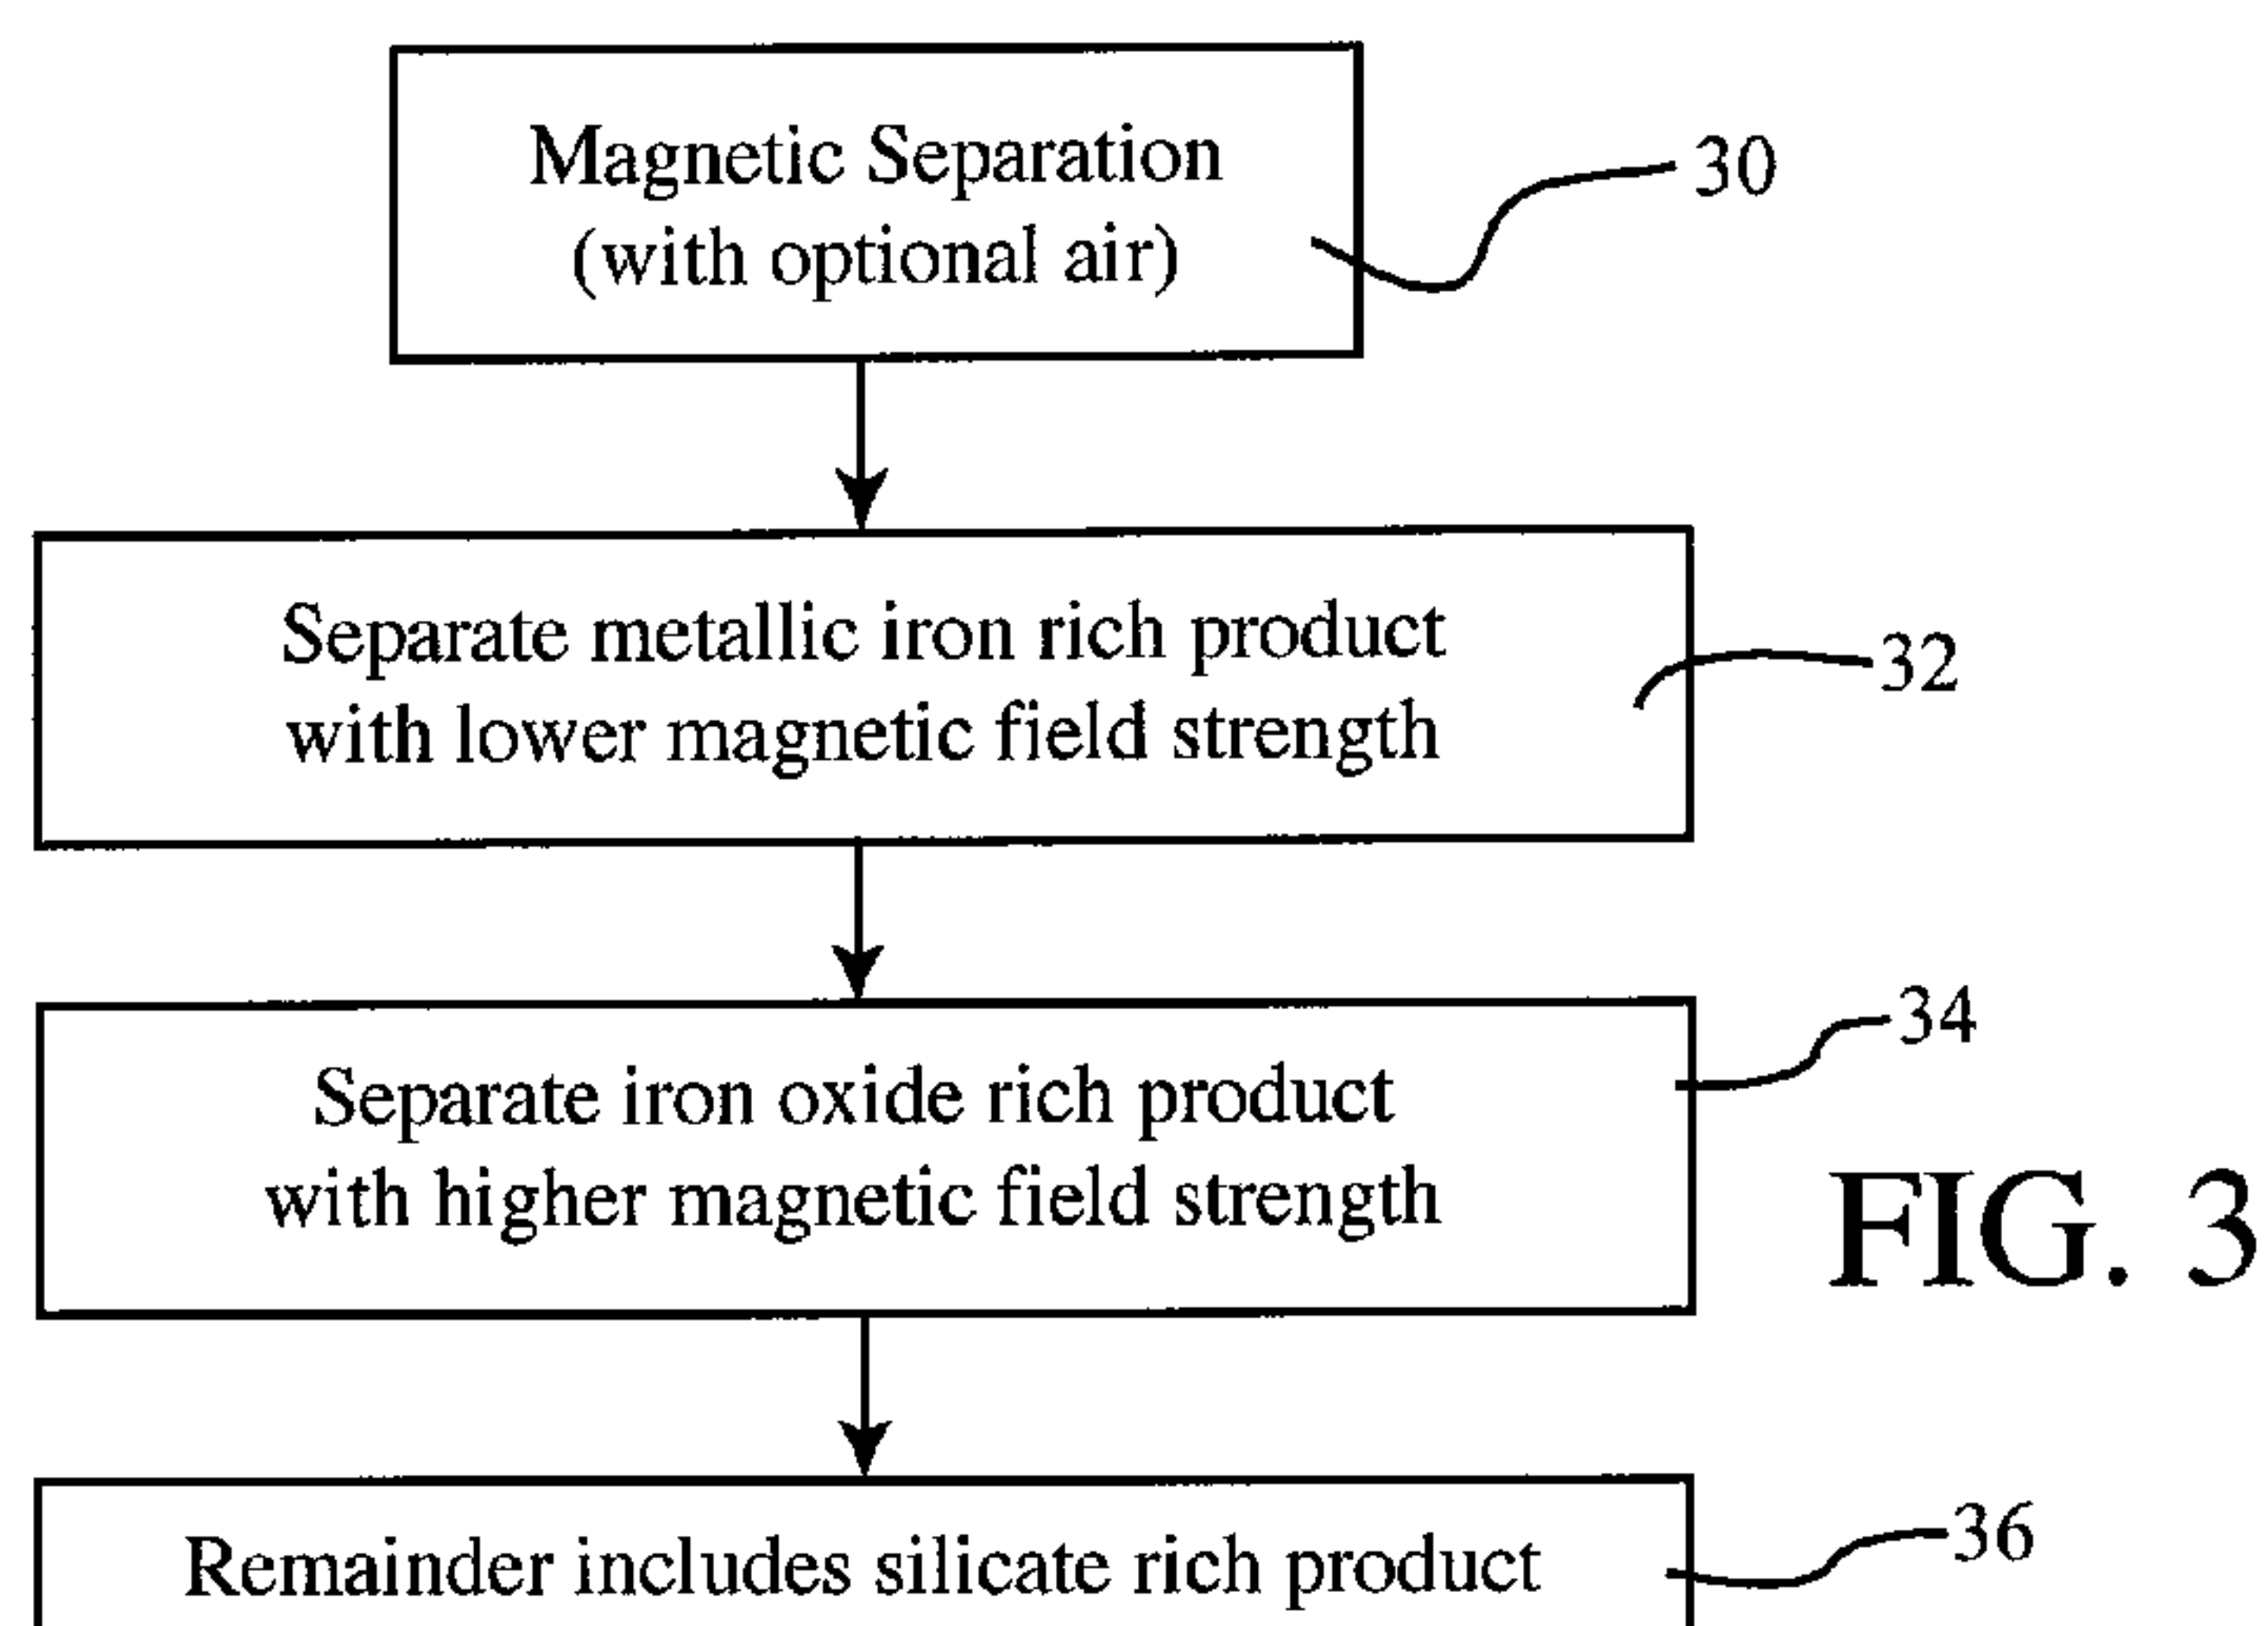 Magnetic Separation
(with optional air)
30
Separate metallic iron rich product
with lower magnetic field strength
32
Separate iron oxide rich product
with higher magnetic field strength
34
FIG. 3
Remainder includes silicate rich product
36